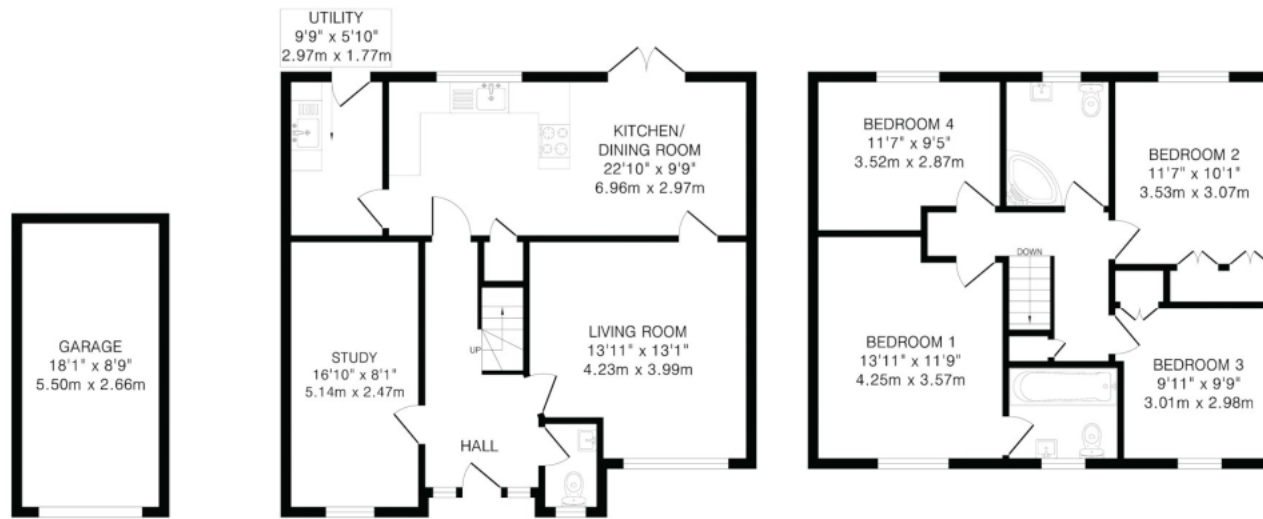 UTILITY
9'9" x 5'10"
2.97m x 1.77m
KITCHEN/
DINING ROOM
22'10" x 9'9"
6.96m x 2.97m
BEDROOM 4
11'7" x 9'5"
3.52m x 2.87m
BEDROOM 2
11'7" x 10'1"
3.53m x 3.07m
DOWN
GARAGE
18'1" x 8'9"
5.50m x 2.66m
STUDY
16'10" x 8'1"
5.14m x 2.47m
UP
LIVING ROOM
13'11" x 13'1"
4.23m x 3.99m
HALL
BEDROOM 1
13'11" x 11'9"
4.25m x 3.57m
BEDROOM 3
9'11" x 9'9"
3.01m x 2.98m